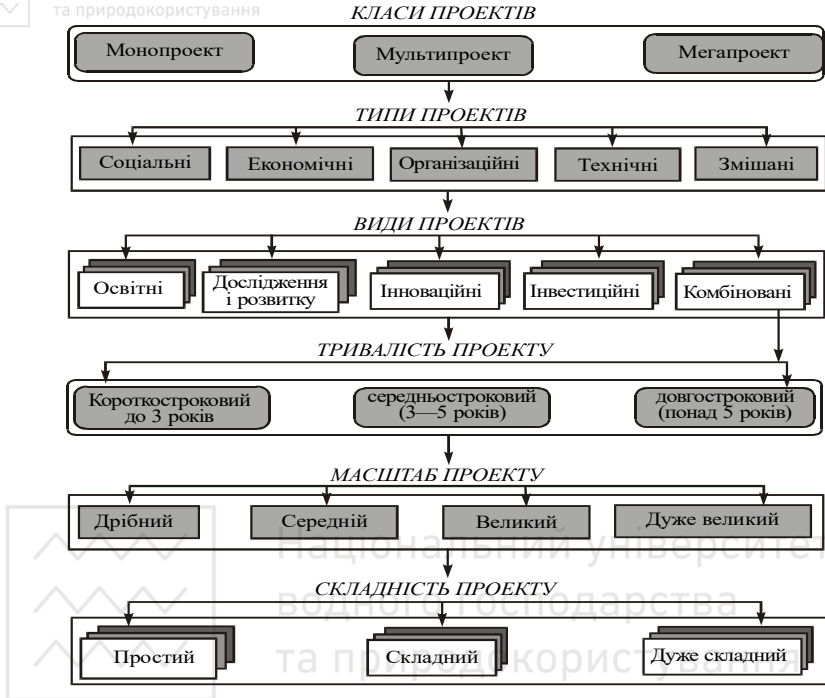 та природокористування
КЛАСИ ПРОЕКТІВ
Монопроект Мультипроект Мегапроект
ТИПИ ПРОЕКТІВ
Соціальні Економічні Організаційні Технічні Змішані
ВИДИ ПРОЕКТІВ
Освітні Дослідження і розвитку Інноваційні Інвестиційні Комбіновані
ТРИВАЛІСТЬ ПРОЕКТУ
Короткостроковий
до 3 років
середньостроковий
(3—5 років)
довгостроковий
(понад 5 років)
МАСШТАБ ПРОЕКТУ
Дрібний Середній Великий Дуже великий
Національний університет
СКЛАДНІСТЬ ПРОЕКТУ
водного господарства
Простий Складний Дуже складний
та природокористування